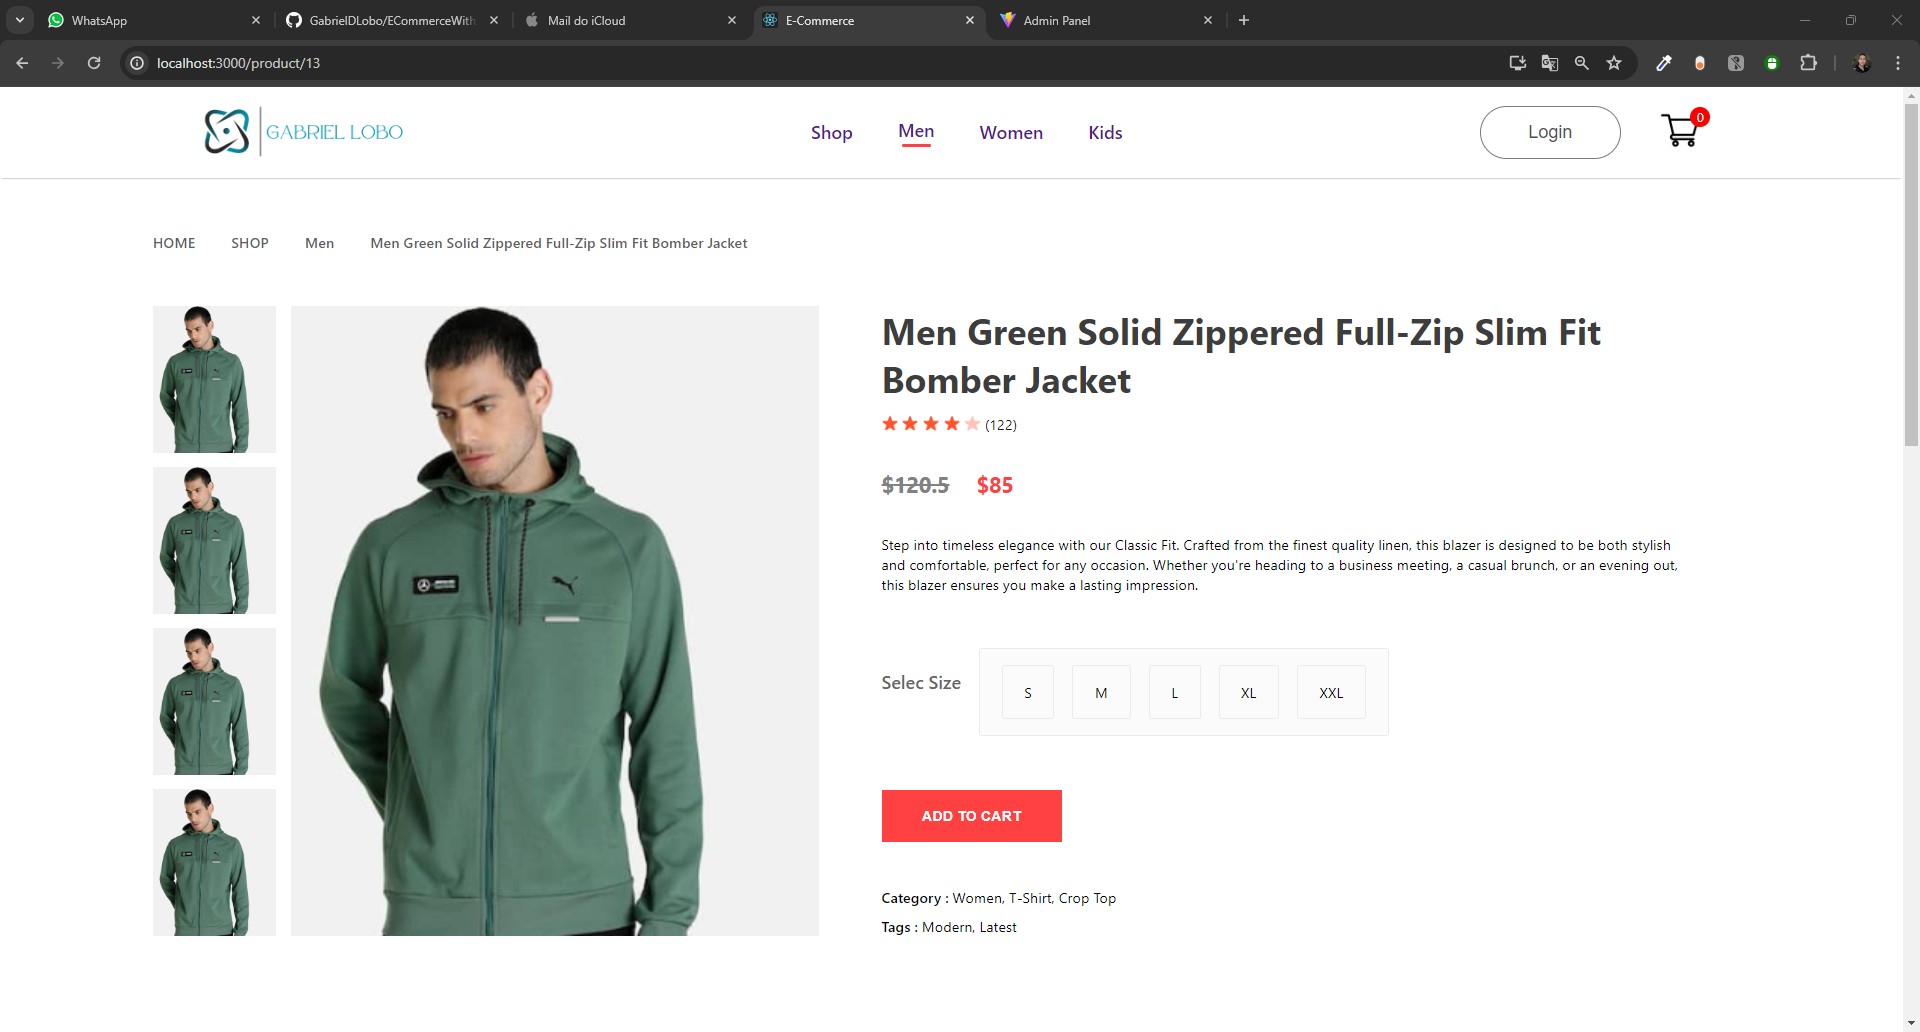 WhatsApp
GabrielDLobo/ECommerceWith
Mail do iCloud
E-Commerce
Admin Panel
localhost:3000/product/13
GABRIEL LOBO
Shop
Men
Women
Kids
Login
0
HOME
SHOP
Men
Men Green Solid Zippered Full-Zip Slim Fit Bomber Jacket
Men Green Solid Zippered Full-Zip Slim Fit
Bomber Jacket
(122)
$120.5 $85
Step into timeless elegance with our Classic Fit. Crafted from the finest quality linen, this blazer is designed to be both stylish
and comfortable, perfect for any occasion. Whether you're heading to a business meeting, a casual brunch, or an evening out,
this blazer ensures you make a lasting impression.
Selec Size
S
M
L
XL
XXL
ADD TO CART
Category : Women, T-Shirt, Crop Top
Tags : Modern, Latest